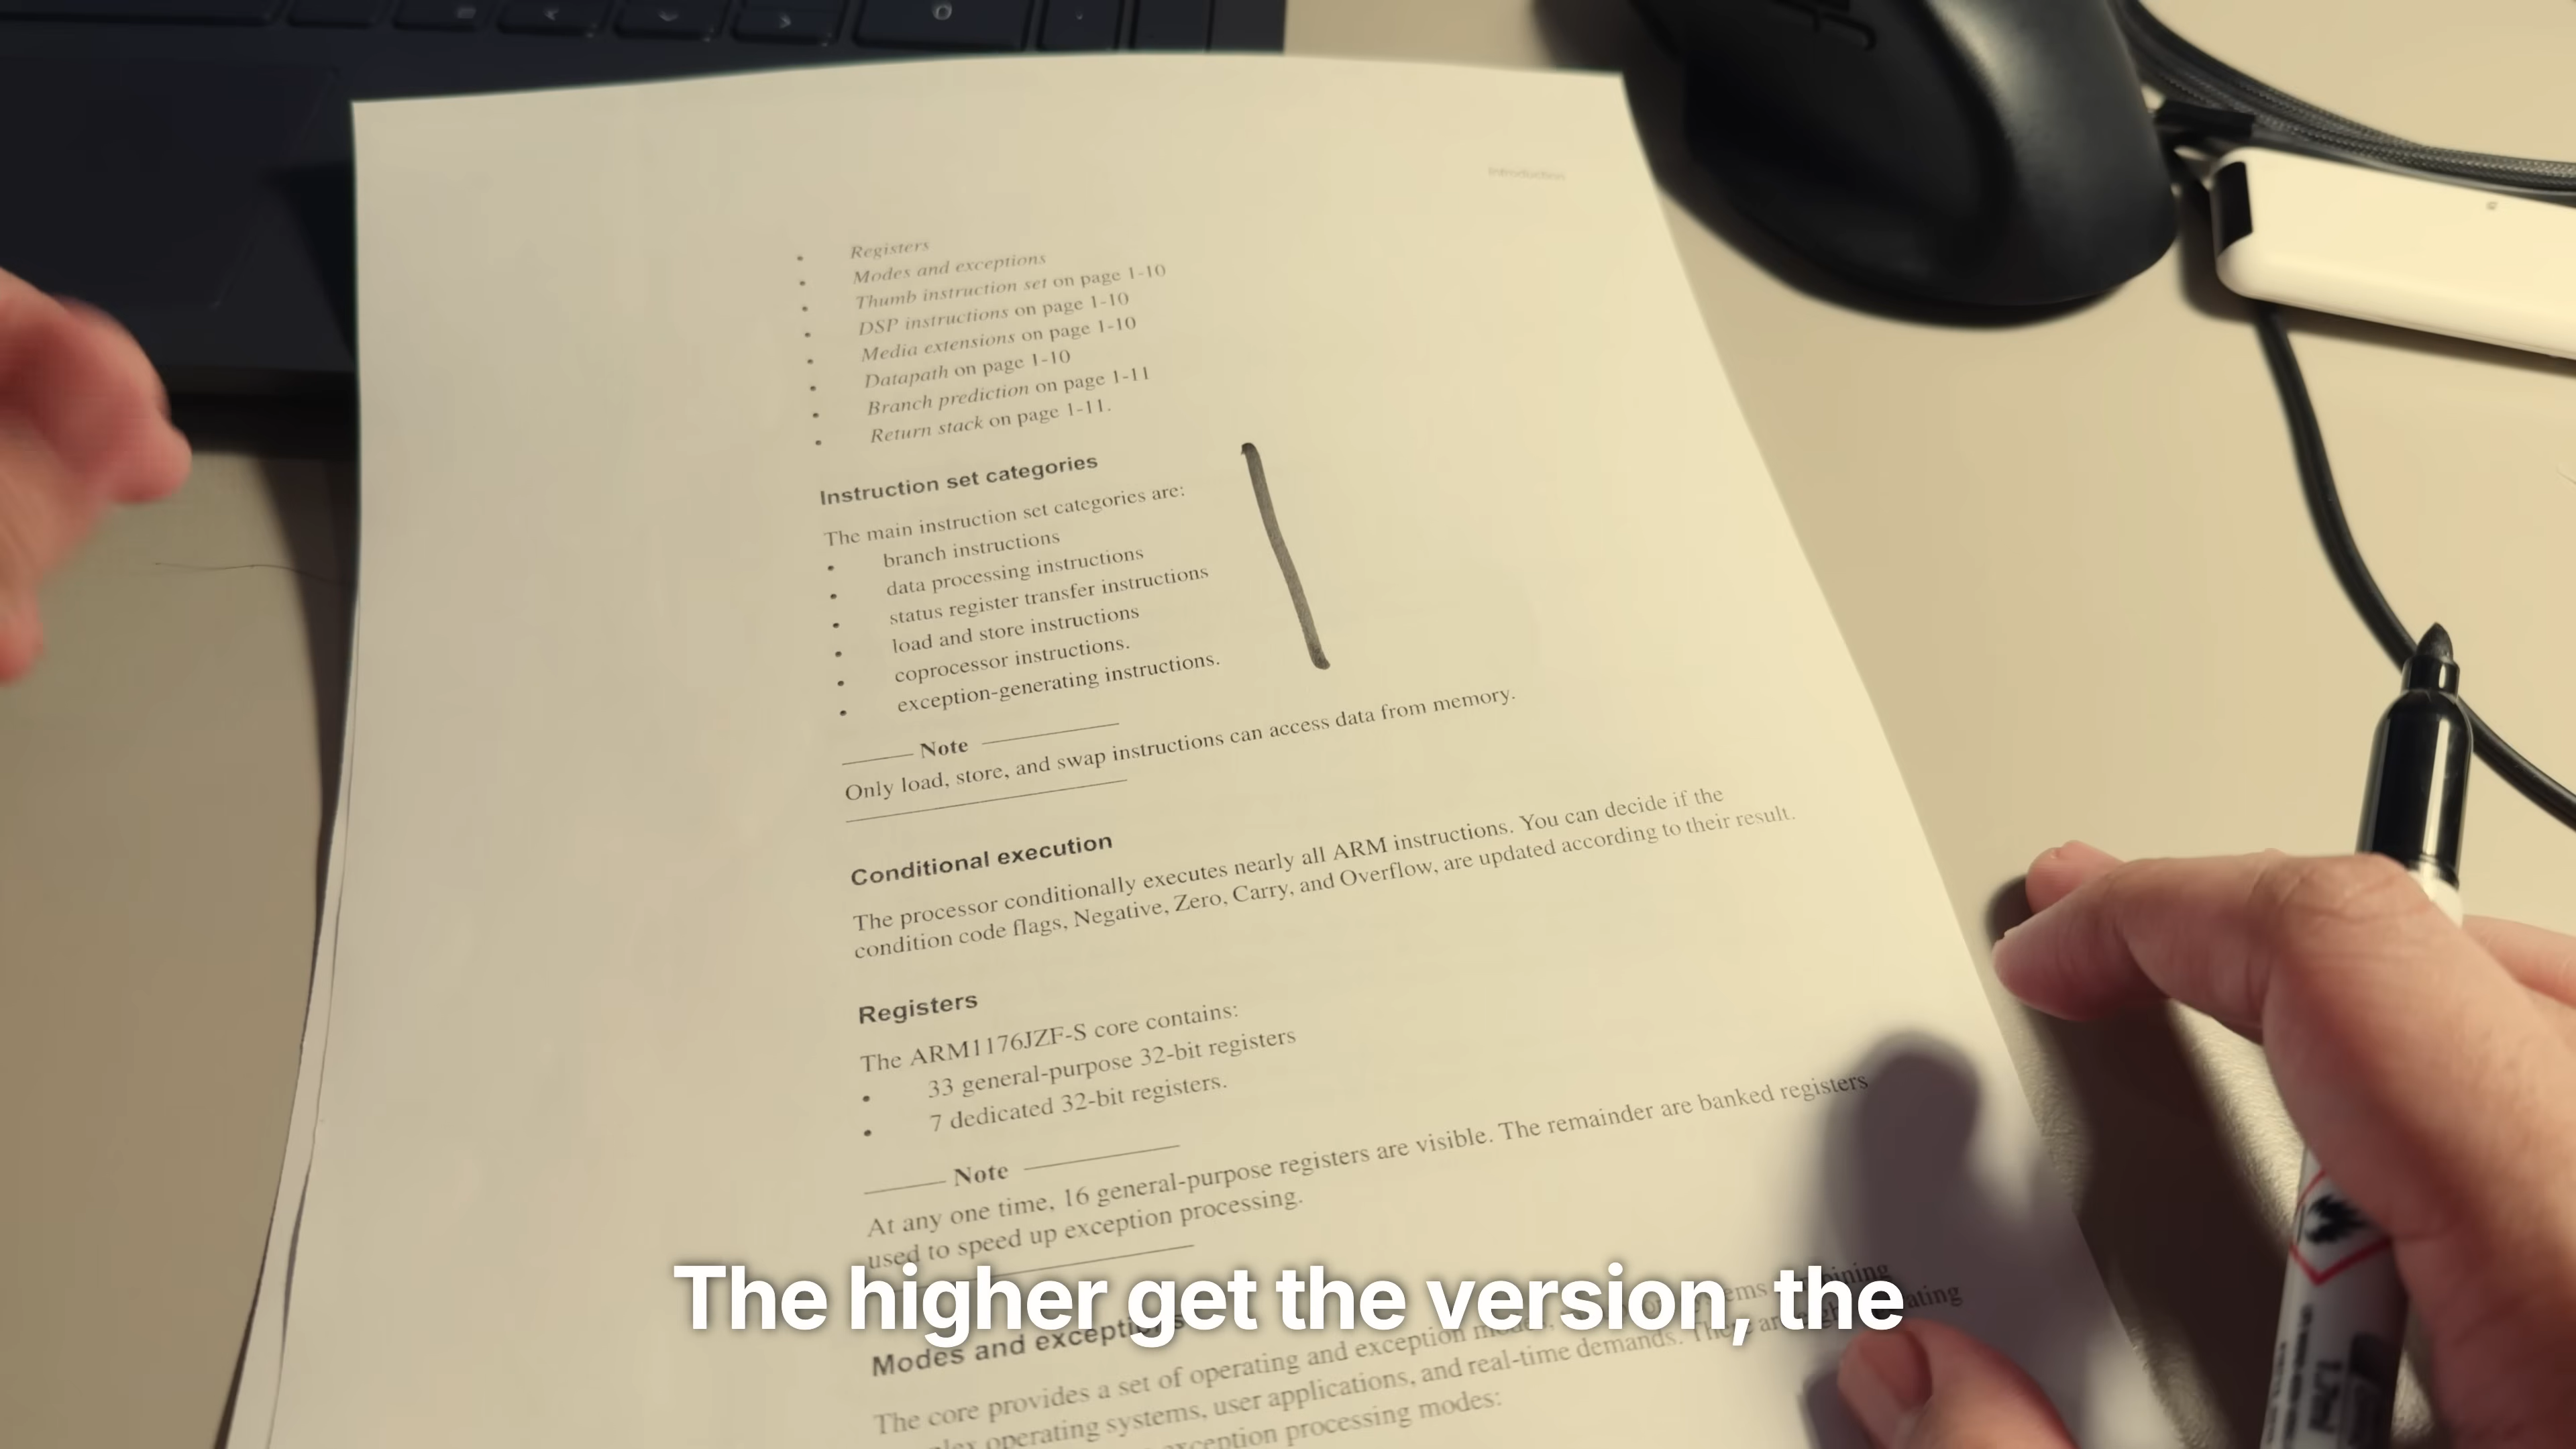 Introduction
• Registers
• Modes and exceptions
• Thumb instruction set on page 1-10
• DSP instructions on page 1-10
• Media extensions on page 1-10
• Datapath on page 1-10
• Branch prediction on page 1-11
• Return stack on page 1-11.
Instruction set categories
The main instruction set categories are:
• branch instructions
• data processing instructions
• status register transfer instructions
• load and store instructions
• coprocessor instructions.
• exception-generating instructions.
Note
Only load, store, and swap instructions can access data from memory.
Conditional execution
The processor conditionally executes nearly all ARM instructions. You can decide if the
condition code flags, Negative, Zero, Carry, and Overflow, are updated according to their result.
Registers
The ARM1176JZF-S core contains:
• 33 general-purpose 32-bit registers
• 7 dedicated 32-bit registers.
Note
At any one time, 16 general-purpose registers are visible. The remainder are banked registers
used to speed up exception processing.
The higher get the version, the
Modes and exceptions
The core provides a set of operating and exception
operating systems, user applications, and real-time demands.
exception processing modes: